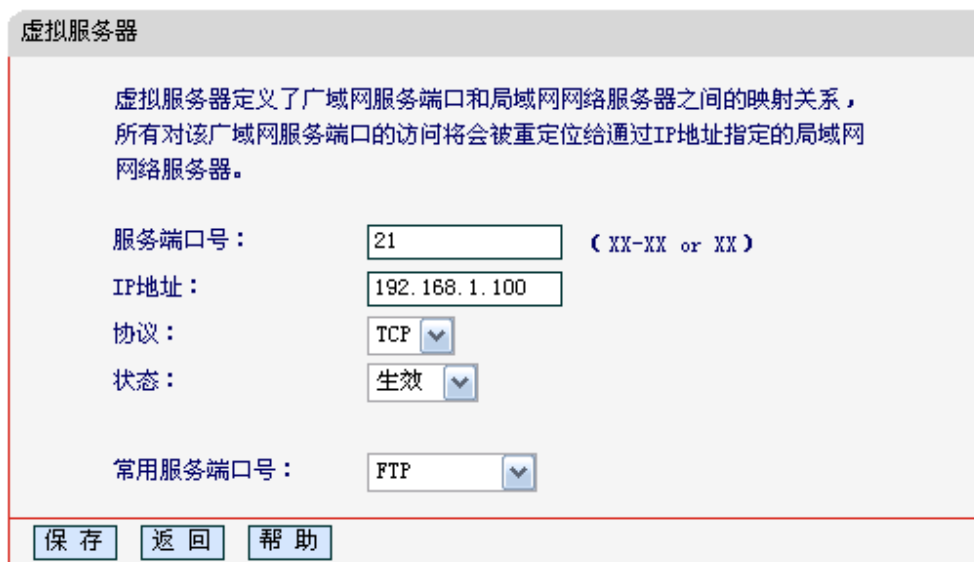 虚拟服务器
虚拟服务器定义了广域网服务端口和局域网网络服务器之间的映射关系，
所有对该广域网服务端口的访问将会被重定位给通过IP地址指定的局域网
网络服务器。
服务端口号： 21 （XX-XX or XX）
IP地址： 192.168.1.100
协议： TCP
状态： 生效
常用服务端口号： FTP
保 存 返 回 帮 助